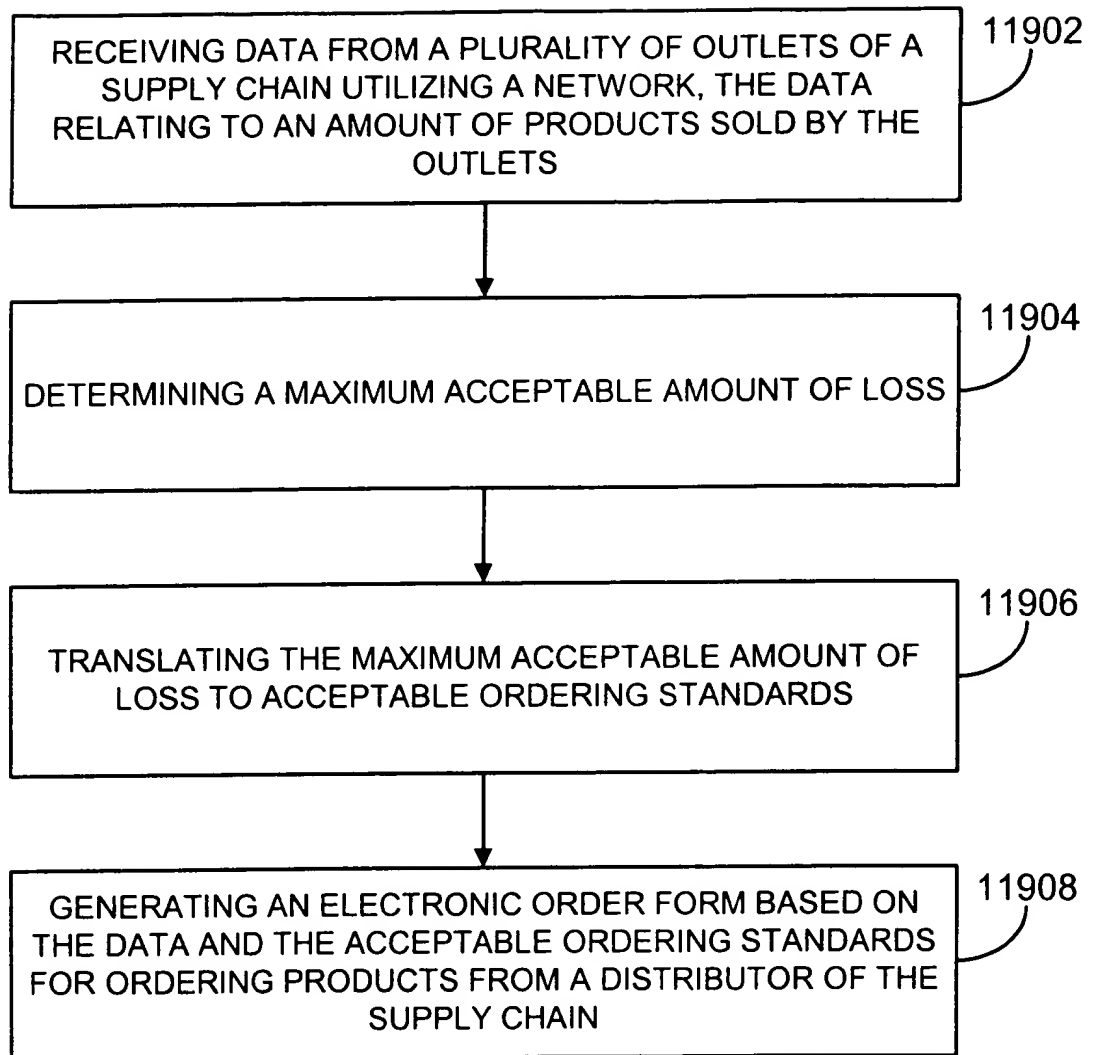 RECEIVING DATA FROM A PLURALITY OF OUTLETS OF A
SUPPLY CHAIN UTILIZING A NETWORK, THE DATA
RELATING TO AN AMOUNT OF PRODUCTS SOLD BY THE
OUTLETS
11902
DETERMINING A MAXIMUM ACCEPTABLE AMOUNT OF LOSS
11904
TRANSLATING THE MAXIMUM ACCEPTABLE AMOUNT OF
LOSS TO ACCEPTABLE ORDERING STANDARDS
11906
GENERATING AN ELECTRONIC ORDER FORM BASED ON
THE DATA AND THE ACCEPTABLE ORDERING STANDARDS
FOR ORDERING PRODUCTS FROM A DISTRIBUTOR OF THE
SUPPLY CHAIN
11908